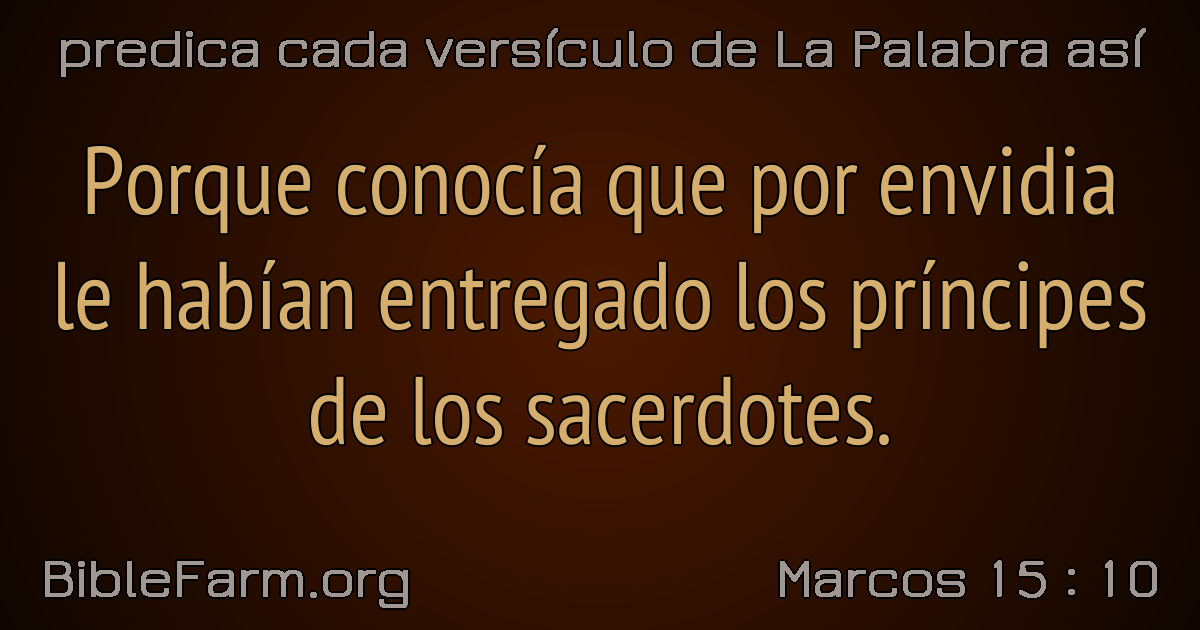 predica cada versículo de La Palabra así
Porque conocía que por envidia
le habían entregado los príncipes
de los sacerdotes.
BibleFarm.org
Marcos 15 : 10